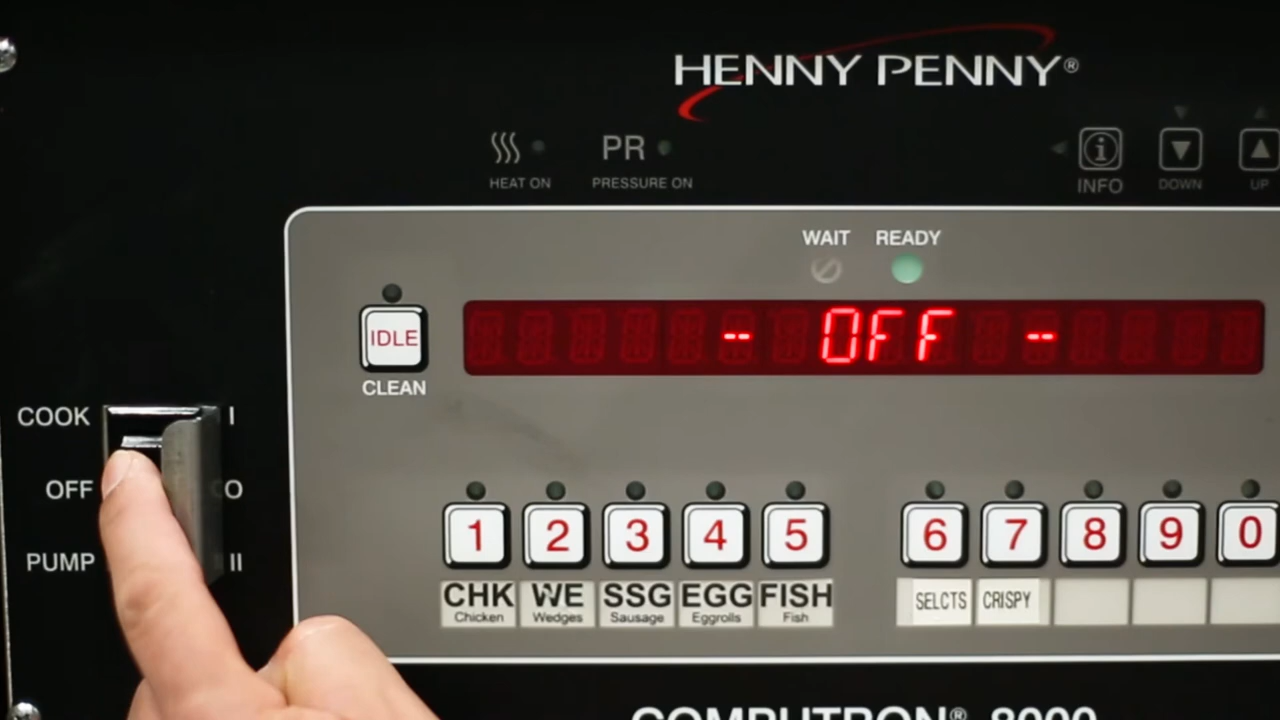 HENNY PENNY®
PR
HEAT ON PRESSURE ON INFO DOWN UP
WAIT READY
IDLE
- OFF -
CLEAN
COOK I
OFF O
PUMP II
1 2 3 4 5 6 7 8 9 0
CHK WE SSG EGG FISH SELCTS CRISPY
Chicken Wedges Sausage Eggrolls Fish
COMPUTRON® 8000